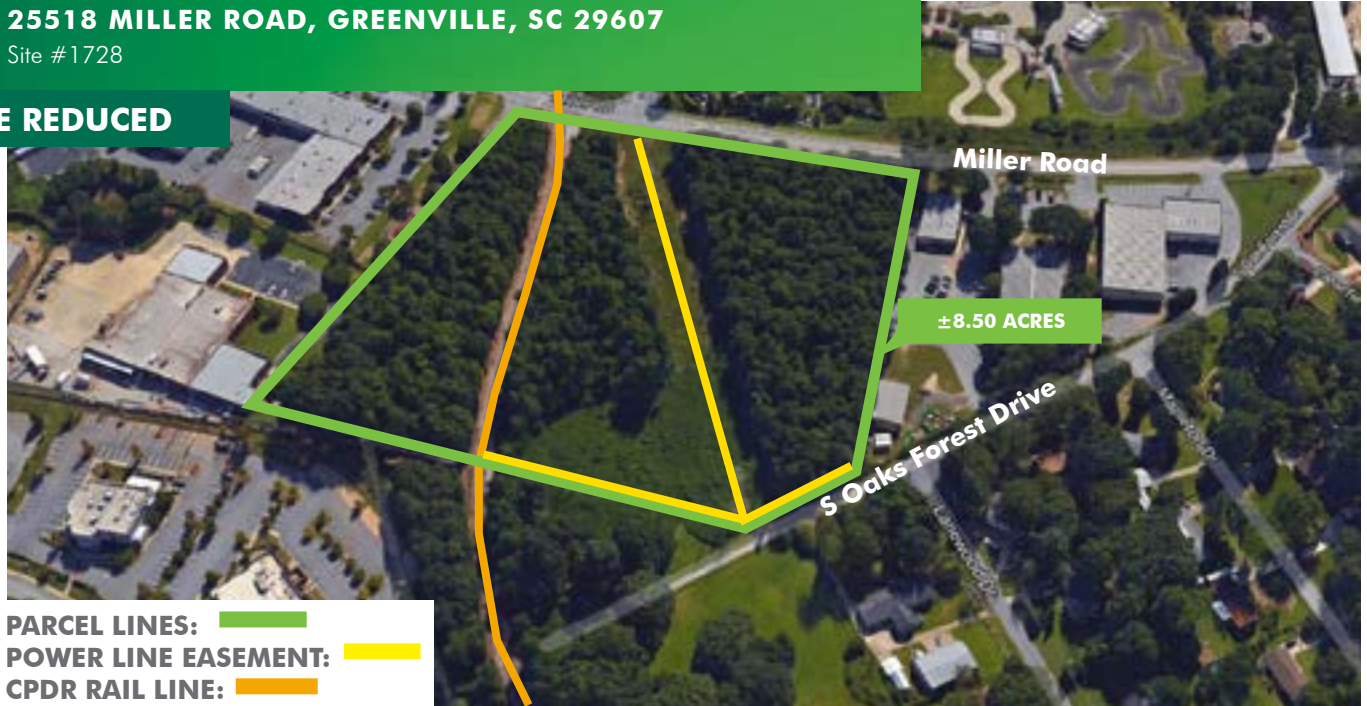 25518 MILLER ROAD, GREENVILLE, SC 29607
Site #1728
E REDUCED
Miller Road
±8.50 ACRES
S Oaks Forest Drive
PARCEL LINES:
POWER LINE EASEMENT:
CPDR RAIL LINE: